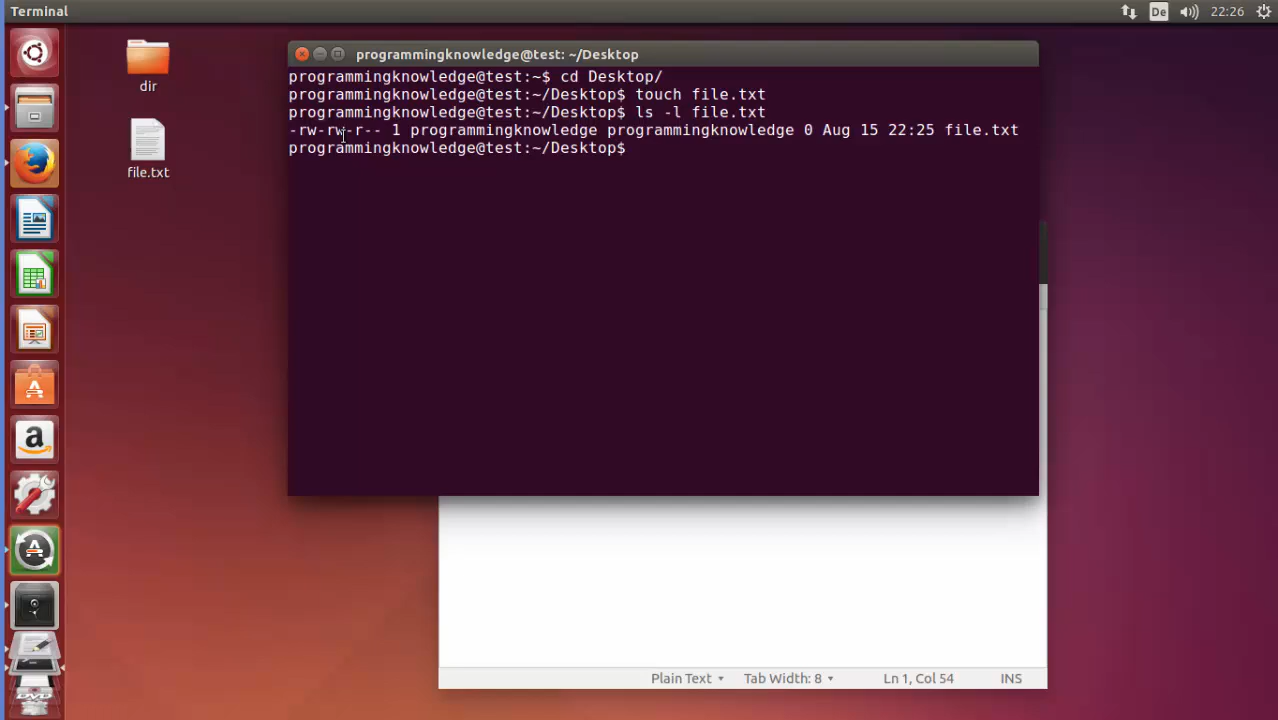 Terminal
De
22:26
dir
file.txt
programmingknowledge@test: ~/Desktop
programmingknowledge@test:~$ cd Desktop/
programmingknowledge@test:~/Desktop$ touch file.txt
programmingknowledge@test:~/Desktop$ ls -l file.txt
-rw-rw-r-- 1 programmingknowledge programmingknowledge 0 Aug 15 22:25 file.txt
programmingknowledge@test:~/Desktop$
Plain Text
Tab Width: 8
Ln 1, Col 54
INS